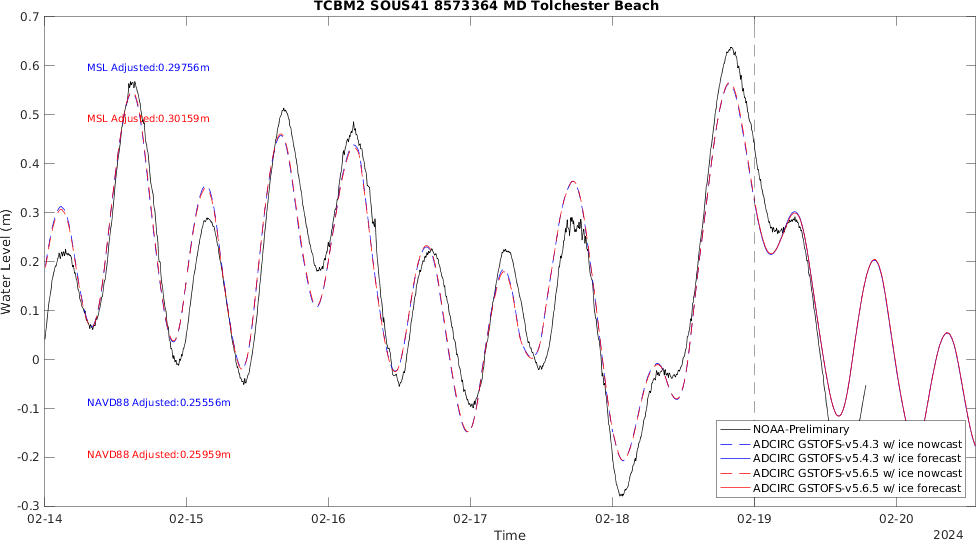 TCBM2 SOUS41 8573364 MD Tolchester Beach
0.7
0.6
0.5
0.4
0.3
0.2
0.1
0
-0.1
-0.2
-0.3
Water Level (m)
MSL Adjusted:0.29756m
MSL Adjusted:0.30159m
NAVD88 Adjusted:0.25556m
NAVD88 Adjusted:0.25959m
NOAA-Preliminary
ADCIRC GSTOFS-v5.4.3 w/ ice nowcast
ADCIRC GSTOFS-v5.4.3 w/ ice forecast
ADCIRC GSTOFS-v5.6.5 w/ ice nowcast
ADCIRC GSTOFS-v5.6.5 w/ ice forecast
02-14 02-15 02-16 02-17 02-18 02-19 02-20
Time
2024